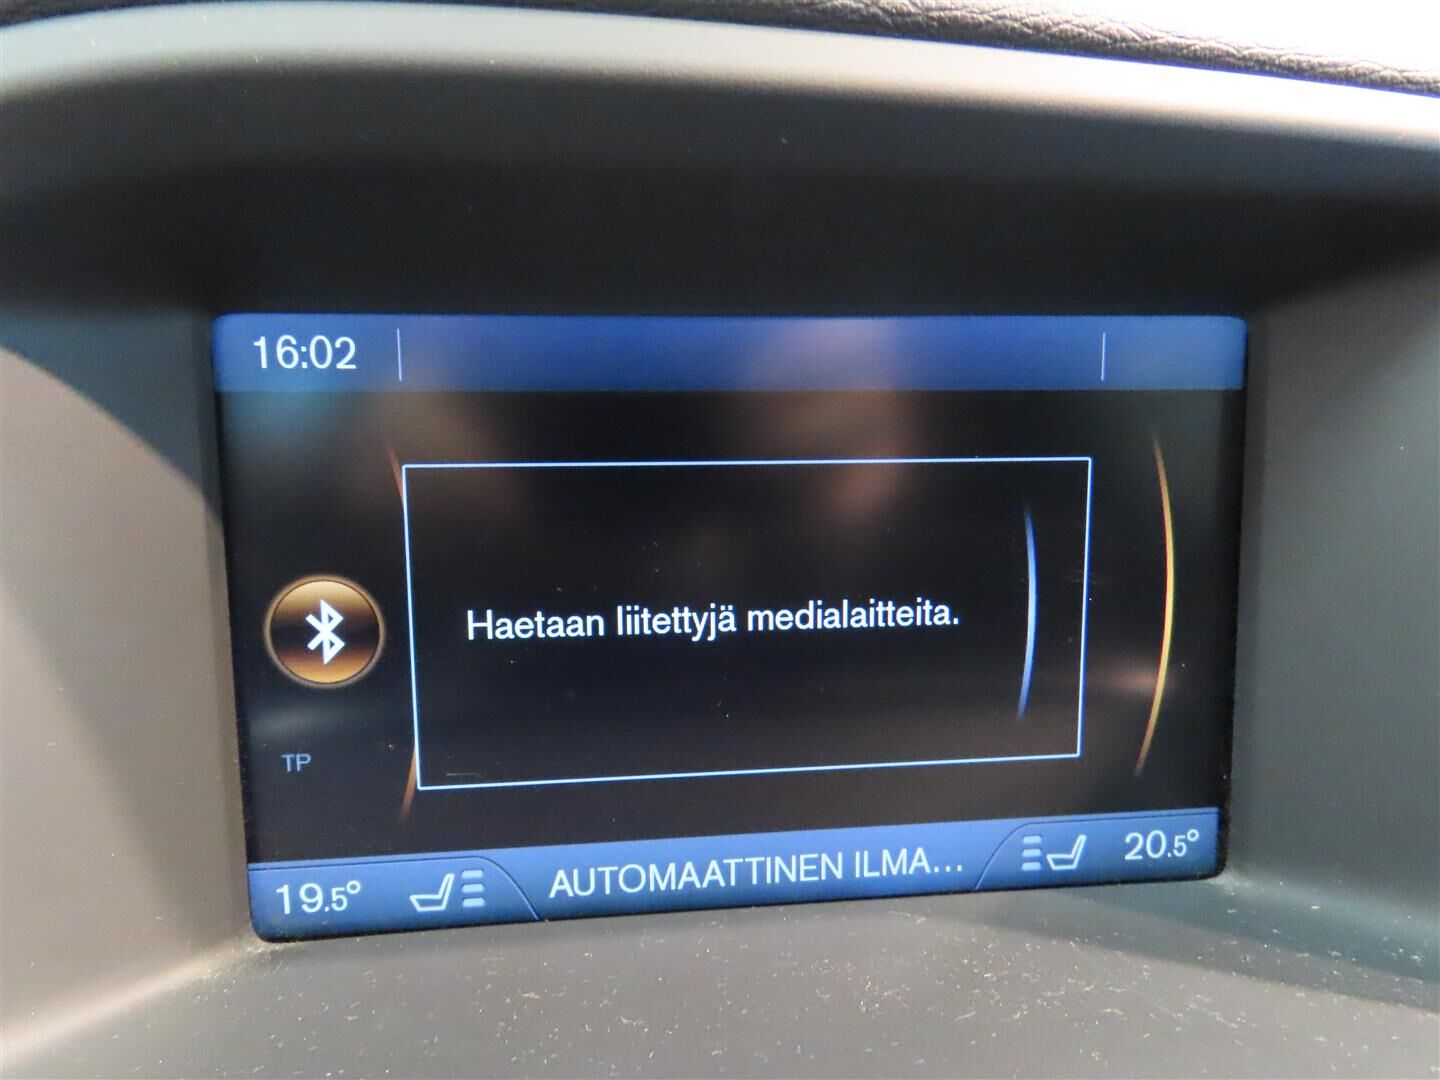 16:02
Haetaan liitettyjä medialaitteita.
TP
19.5° AUTOMAATTINEN ILMA... 20.5°